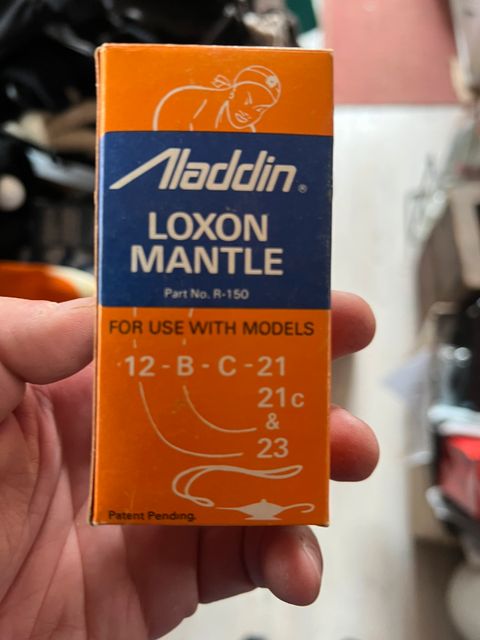 Aladdin®
LOXON
MANTLE
Part No. R-150
FOR USE WITH MODELS
12 - B - C - 21
21c
&
23
Patent Pending.